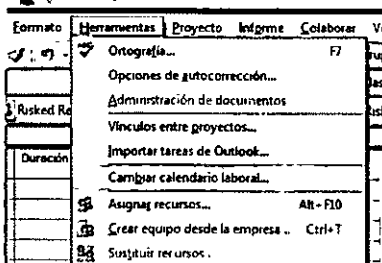 Formato Herramientas Proyecto Informe Colaborar
Ortografía... F7
Opciones de autocorrección...
Administración de documentos
Risked Re
Vínculos entre proyectos...
Importar tareas de Outlook...
Duración
Cambiar calendario laboral...
Asignar recursos... Alt+F10
Crear equipo desde la empresa .. Ctrl+T
Sustituir recursos .